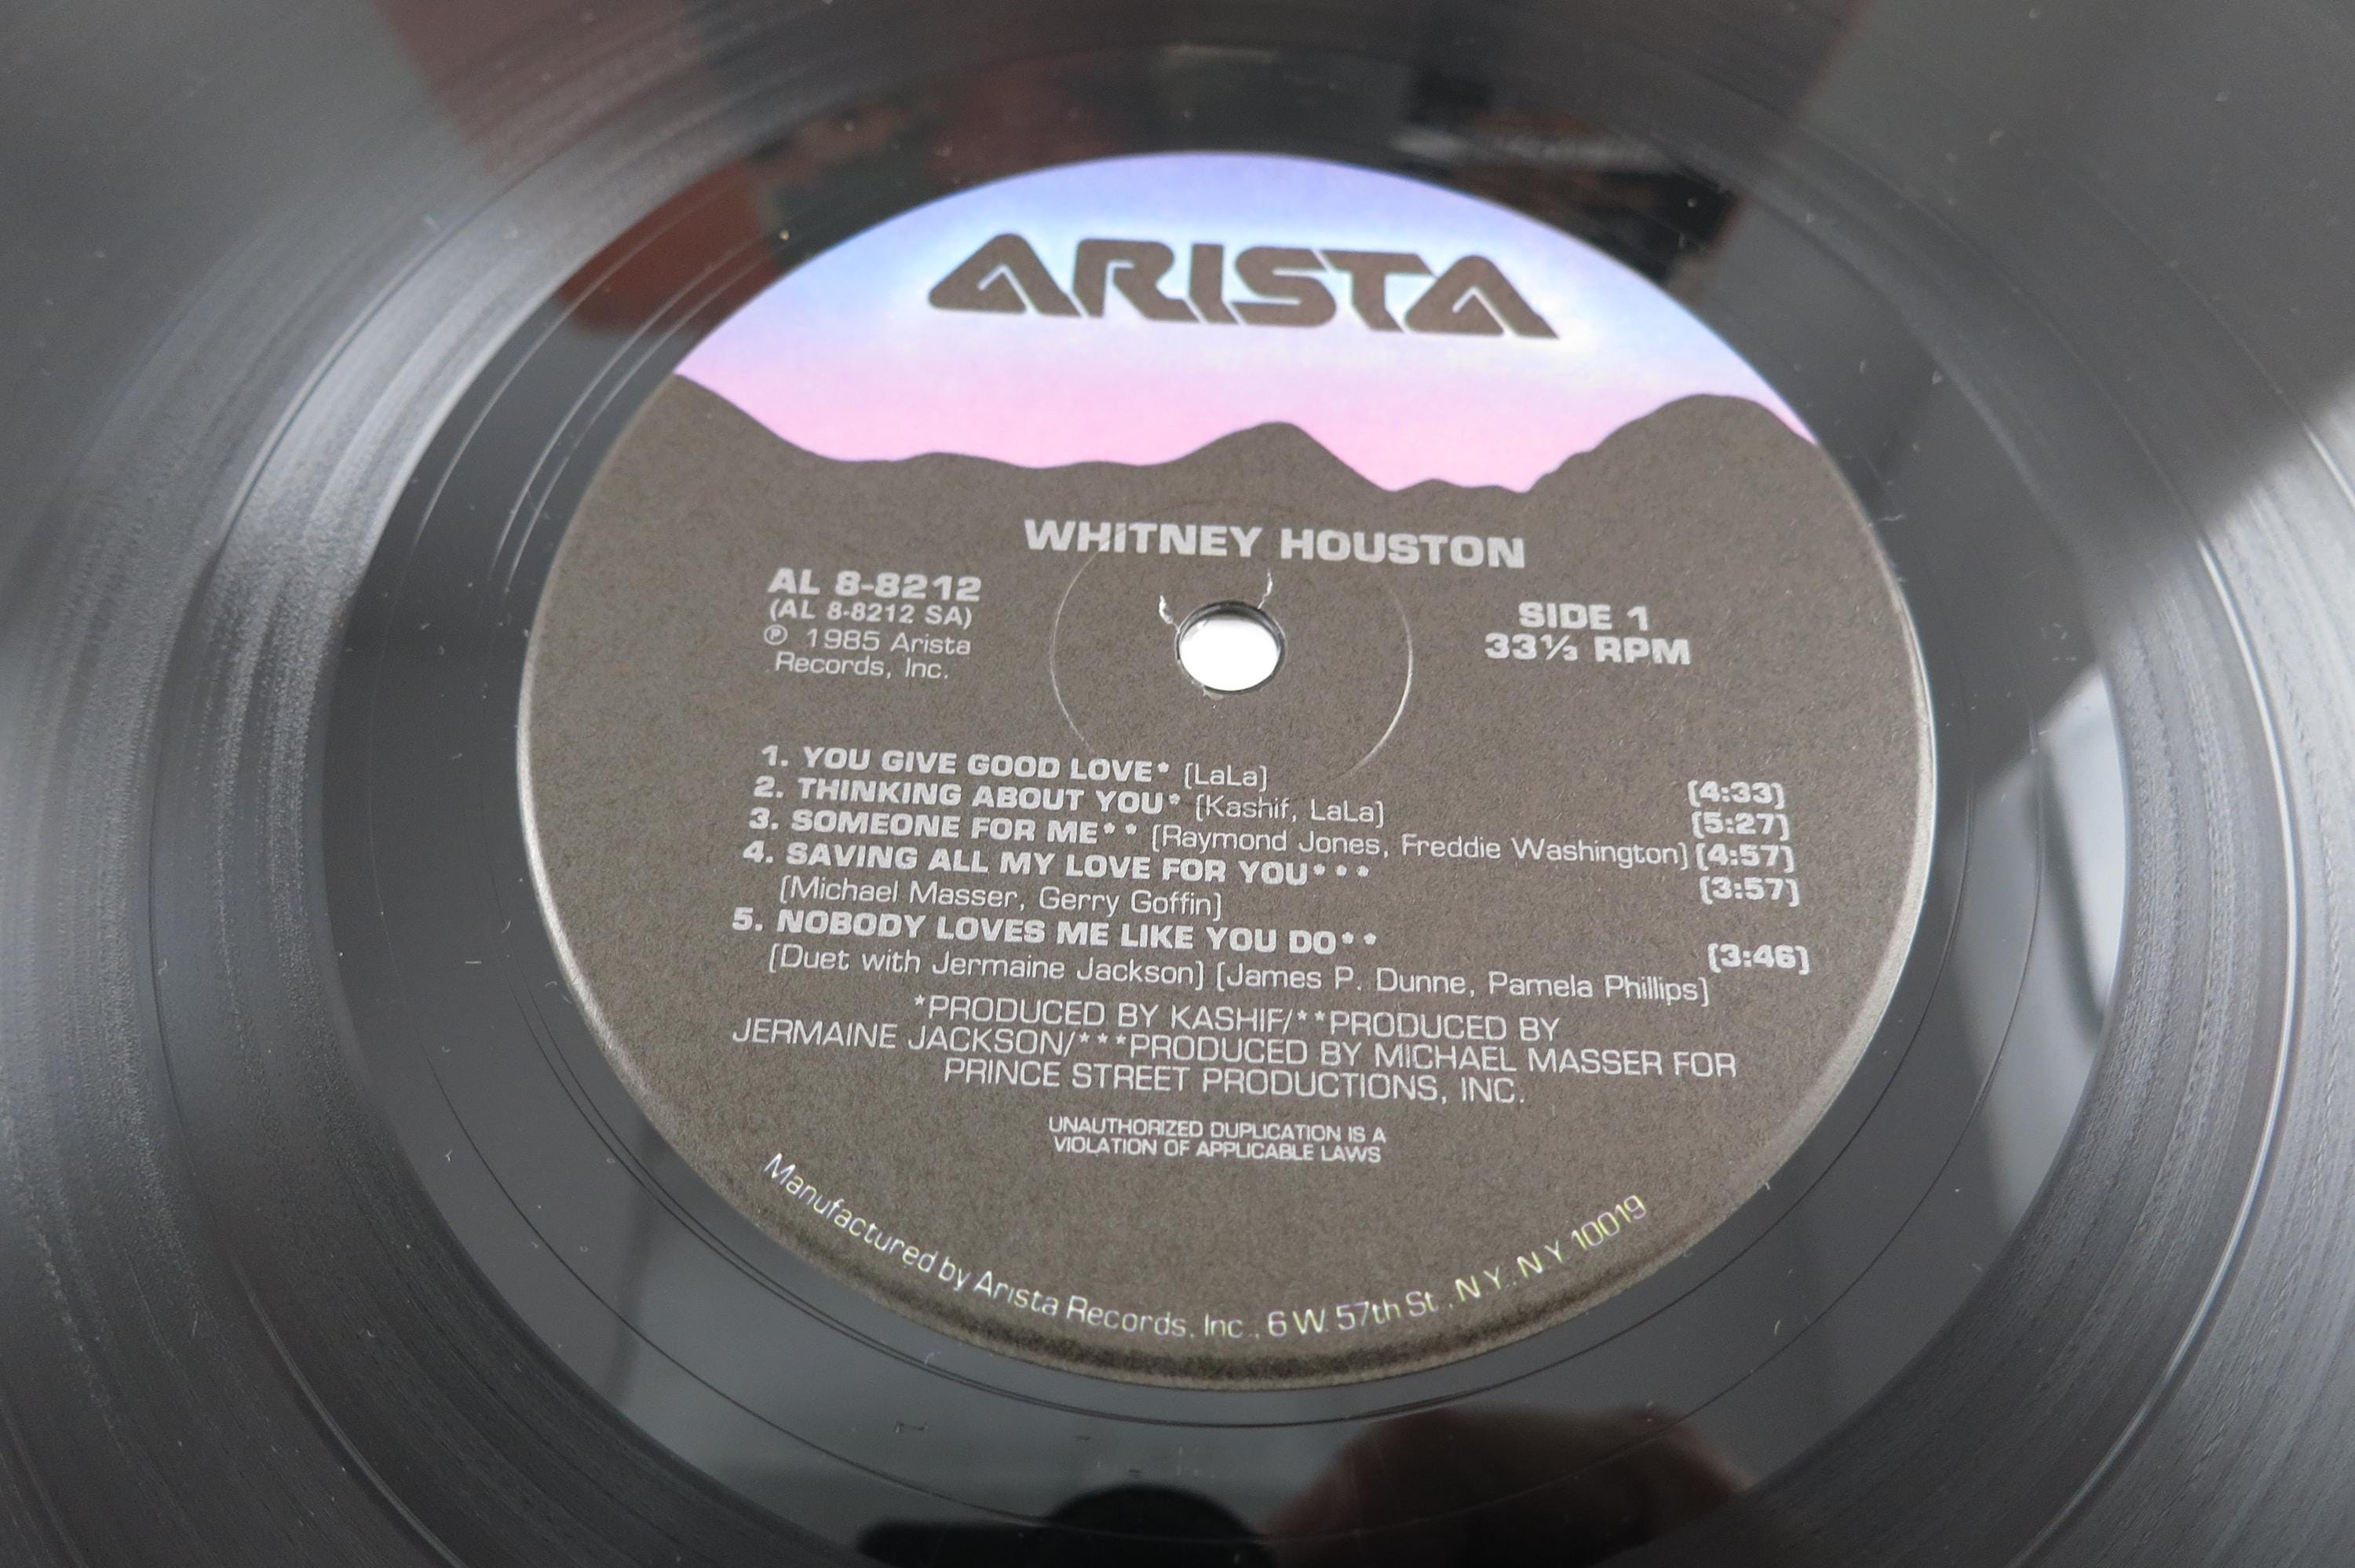 ARISTA
WHITNEY HOUSTON
AL 8-8212
(AL 8-8212 SA)
℗ 1985 Arista
Records, Inc.
SIDE 1
33⅓ RPM
1. YOU GIVE GOOD LOVE* [LaLa] [4:33]
2. THINKING ABOUT YOU* [Kashif, LaLa] [5:27]
3. SOMEONE FOR ME** [Raymond Jones, Freddie Washington] [4:57]
4. SAVING ALL MY LOVE FOR YOU*** [3:57]
[Michael Masser, Gerry Goffin]
5. NOBODY LOVES ME LIKE YOU DO** [3:46]
[Duet with Jermaine Jackson] [James P. Dunne, Pamela Phillips]
*PRODUCED BY KASHIF/**PRODUCED BY
JERMAINE JACKSON/***PRODUCED BY MICHAEL MASSER FOR
PRINCE STREET PRODUCTIONS, INC.
UNAUTHORIZED DUPLICATION IS A
VIOLATION OF APPLICABLE LAWS
Manufactured by Arista Records, Inc., 6 W. 57th St., N.Y. N.Y. 10019